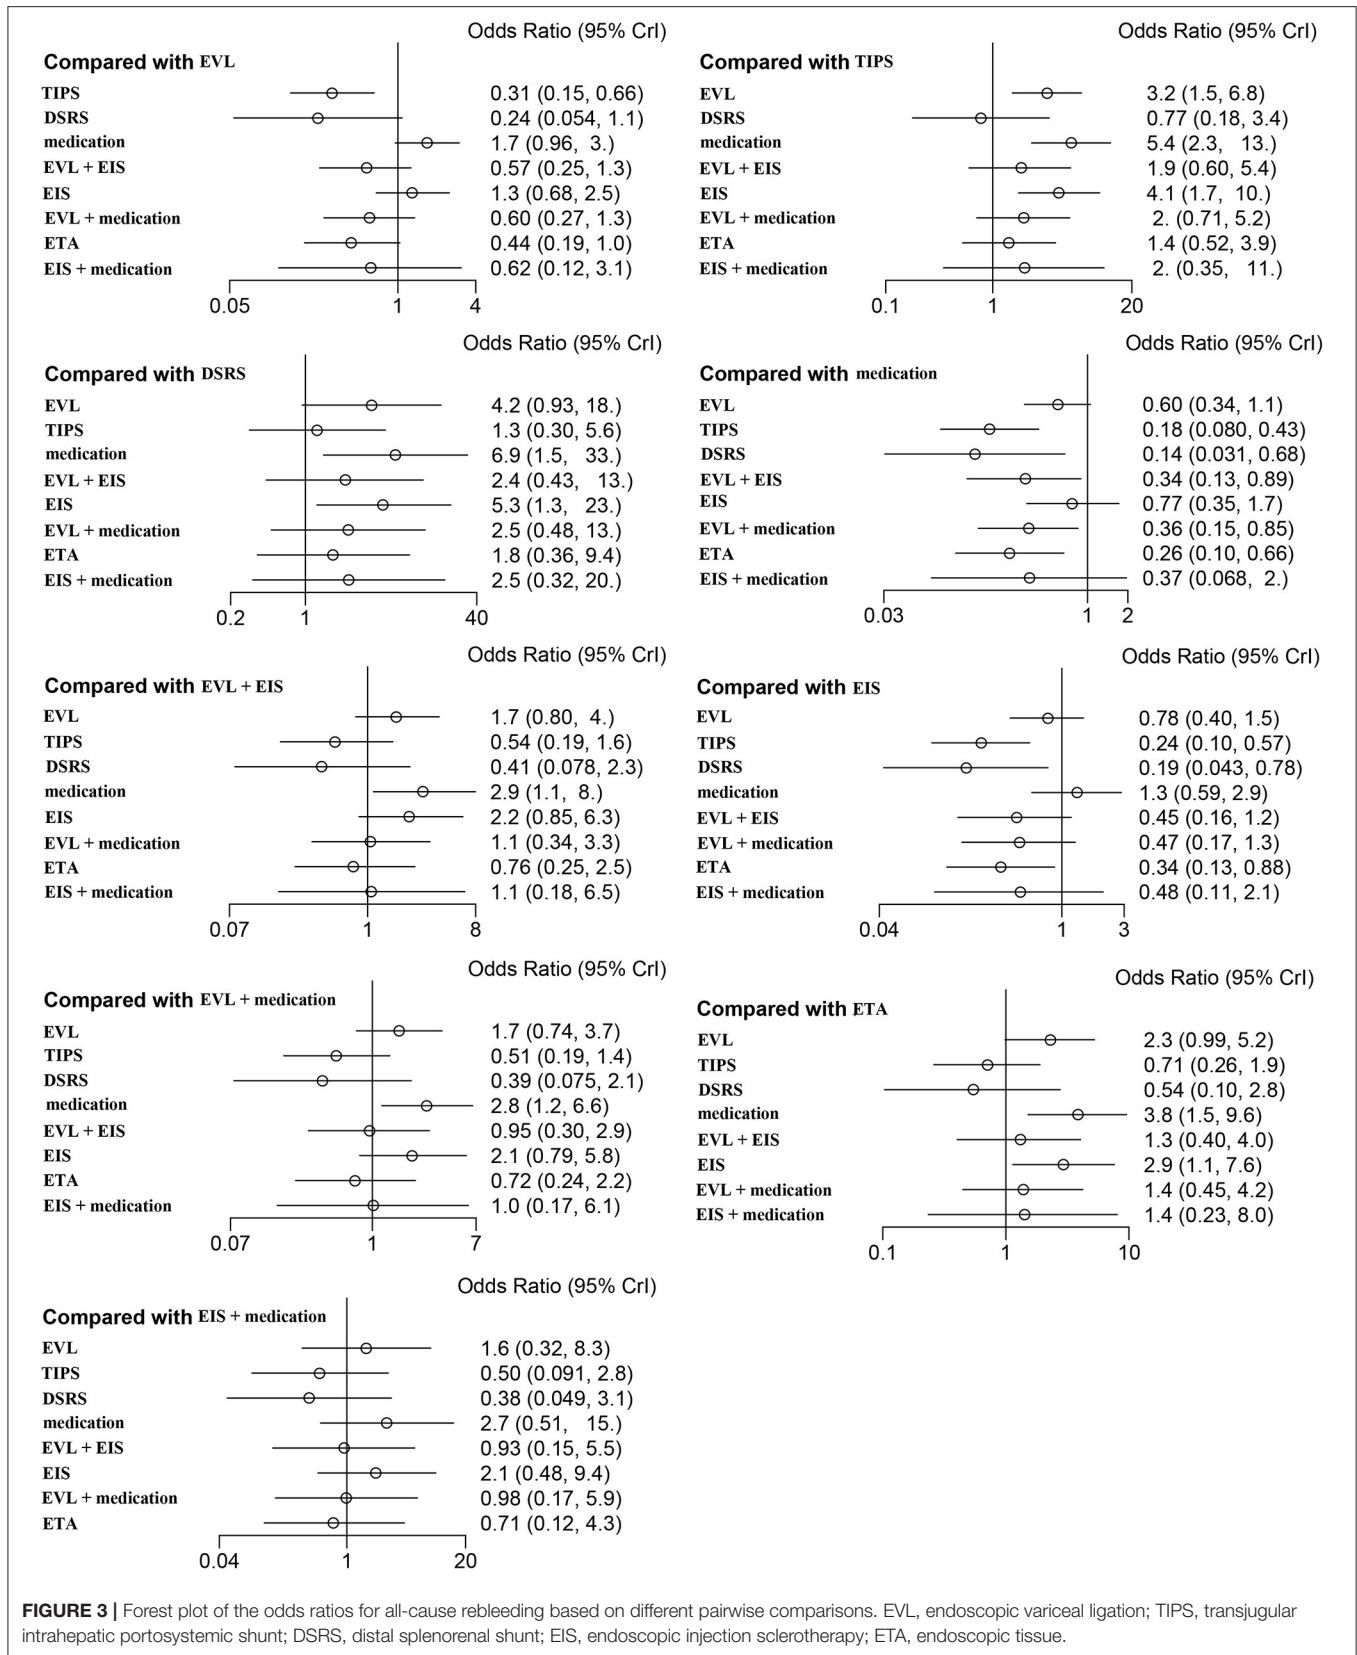 Odds Ratio (95% CrI)
Compared with EVL
TIPS 0.31 (0.15, 0.66)
DSRS 0.24 (0.054, 1.1)
medication 1.7 (0.96, 3.)
EVL + EIS 0.57 (0.25, 1.3)
EIS 1.3 (0.68, 2.5)
EVL + medication 0.60 (0.27, 1.3)
ETA 0.44 (0.19, 1.0)
EIS + medication 0.62 (0.12, 3.1)
0.05 1 4
Odds Ratio (95% CrI)
Compared with TIPS
EVL 3.2 (1.5, 6.8)
DSRS 0.77 (0.18, 3.4)
medication 5.4 (2.3, 13.)
EVL + EIS 1.9 (0.60, 5.4)
EIS 4.1 (1.7, 10.)
EVL + medication 2. (0.71, 5.2)
ETA 1.4 (0.52, 3.9)
EIS + medication 2. (0.35, 11.)
0.1 1 20
Odds Ratio (95% CrI)
Compared with DSRS
EVL 4.2 (0.93, 18.)
TIPS 1.3 (0.30, 5.6)
medication 6.9 (1.5, 33.)
EVL + EIS 2.4 (0.43, 13.)
EIS 5.3 (1.3, 23.)
EVL + medication 2.5 (0.48, 13.)
ETA 1.8 (0.36, 9.4)
EIS + medication 2.5 (0.32, 20.)
0.2 1 40
Odds Ratio (95% CrI)
Compared with medication
EVL 0.60 (0.34, 1.1)
TIPS 0.18 (0.080, 0.43)
DSRS 0.14 (0.031, 0.68)
EVL + EIS 0.34 (0.13, 0.89)
EIS 0.77 (0.35, 1.7)
EVL + medication 0.36 (0.15, 0.85)
ETA 0.26 (0.10, 0.66)
EIS + medication 0.37 (0.068, 2.)
0.03 1 2
Odds Ratio (95% CrI)
Compared with EVL + EIS
EVL 1.7 (0.80, 4.)
TIPS 0.54 (0.19, 1.6)
DSRS 0.41 (0.078, 2.3)
medication 2.9 (1.1, 8.)
EIS 2.2 (0.85, 6.3)
EVL + medication 1.1 (0.34, 3.3)
ETA 0.76 (0.25, 2.5)
EIS + medication 1.1 (0.18, 6.5)
0.07 1 8
Odds Ratio (95% CrI)
Compared with EIS
EVL 0.78 (0.40, 1.5)
TIPS 0.24 (0.10, 0.57)
DSRS 0.19 (0.043, 0.78)
medication 1.3 (0.59, 2.9)
EVL + EIS 0.45 (0.16, 1.2)
EVL + medication 0.47 (0.17, 1.3)
ETA 0.34 (0.13, 0.88)
EIS + medication 0.48 (0.11, 2.1)
0.04 1 3
Odds Ratio (95% CrI)
Compared with EVL + medication
EVL 1.7 (0.74, 3.7)
TIPS 0.51 (0.19, 1.4)
DSRS 0.39 (0.075, 2.1)
medication 2.8 (1.2, 6.6)
EVL + EIS 0.95 (0.30, 2.9)
EIS 2.1 (0.79, 5.8)
ETA 0.72 (0.24, 2.2)
EIS + medication 1.0 (0.17, 6.1)
0.07 1 7
Odds Ratio (95% CrI)
Compared with ETA
EVL 2.3 (0.99, 5.2)
TIPS 0.71 (0.26, 1.9)
DSRS 0.54 (0.10, 2.8)
medication 3.8 (1.5, 9.6)
EVL + EIS 1.3 (0.40, 4.0)
EIS 2.9 (1.1, 7.6)
EVL + medication 1.4 (0.45, 4.2)
EIS + medication 1.4 (0.23, 8.0)
0.1 1 10
Odds Ratio (95% CrI)
Compared with EIS + medication
EVL 1.6 (0.32, 8.3)
TIPS 0.50 (0.091, 2.8)
DSRS 0.38 (0.049, 3.1)
medication 2.7 (0.51, 15.)
EVL + EIS 0.93 (0.15, 5.5)
EIS 2.1 (0.48, 9.4)
EVL + medication 0.98 (0.17, 5.9)
ETA 0.71 (0.12, 4.3)
0.04 1 20
FIGURE 3 | Forest plot of the odds ratios for all-cause rebleeding based on different pairwise comparisons. EVL, endoscopic variceal ligation; TIPS, transjugular
intrahepatic portosystemic shunt; DSRS, distal splenorenal shunt; EIS, endoscopic injection sclerotherapy; ETA, endoscopic tissue.